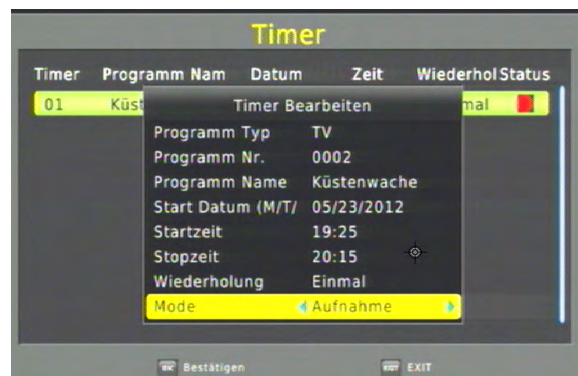 Timer
Timer Programm Nam Datum Zeit Wiederhol Status
01 Küst mal
Timer Bearbeiten
Programm Typ TV
Programm Nr. 0002
Programm Name Küstenwache
Start Datum (M/T/ 05/23/2012
Startzeit 19:25
Stopzeit 20:15
Wiederholung Einmal
Mode Aufnahme
Bestätigen EXIT EXIT